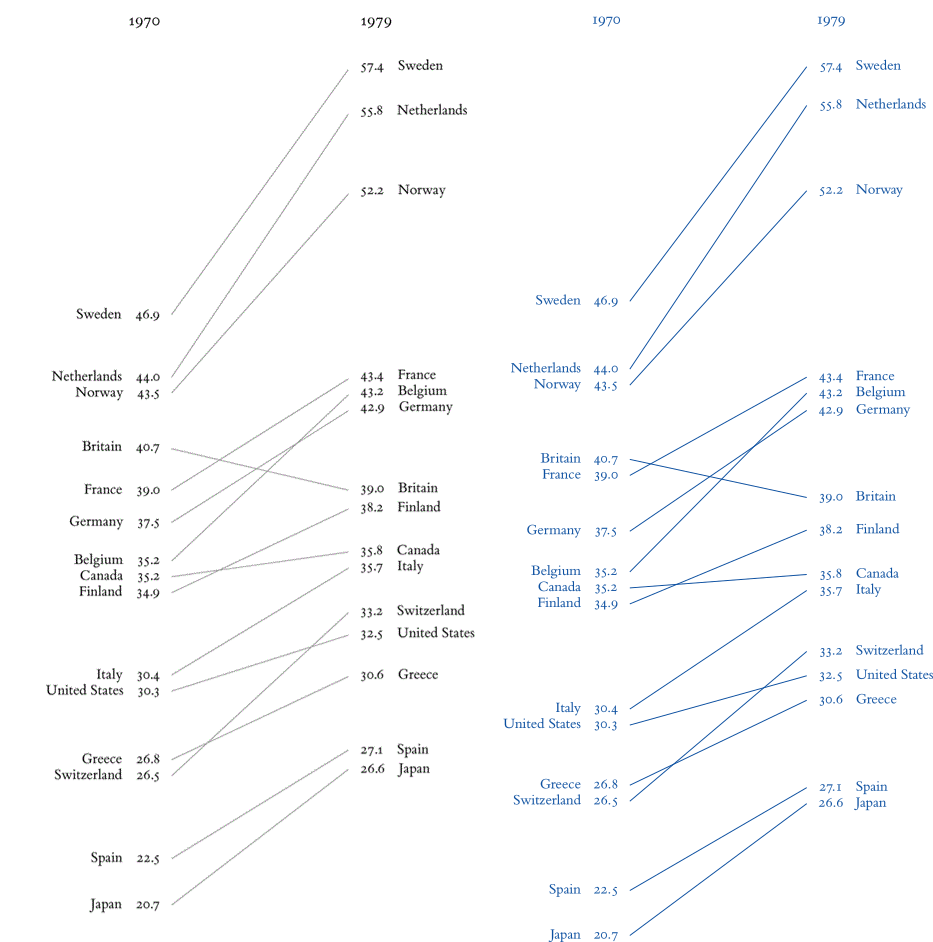 1970 1979
57.4 Sweden
55.8 Netherlands
52.2 Norway
Sweden 46.9
Netherlands 44.0
Norway 43.5
43.4 France
43.2 Belgium
42.9 Germany
Britain 40.7
France 39.0
39.0 Britain
38.2 Finland
Germany 37.5
Belgium 35.2
Canada 35.2
Finland 34.9
35.8 Canada
35.7 Italy
33.2 Switzerland
32.5 United States
Italy 30.4
United States 30.3
30.6 Greece
Greece 26.8
Switzerland 26.5
27.1 Spain
26.6 Japan
Spain 22.5
Japan 20.7
1970 1979
57.4 Sweden
55.8 Netherlands
52.2 Norway
Sweden 46.9
Netherlands 44.0
Norway 43.5
43.4 France
43.2 Belgium
42.9 Germany
Britain 40.7
France 39.0
39.0 Britain
38.2 Finland
Germany 37.5
Belgium 35.2
Canada 35.2
Finland 34.9
35.8 Canada
35.7 Italy
33.2 Switzerland
32.5 United States
30.6 Greece
Italy 30.4
United States 30.3
Greece 26.8
Switzerland 26.5
27.1 Spain
26.6 Japan
Spain 22.5
Japan 20.7